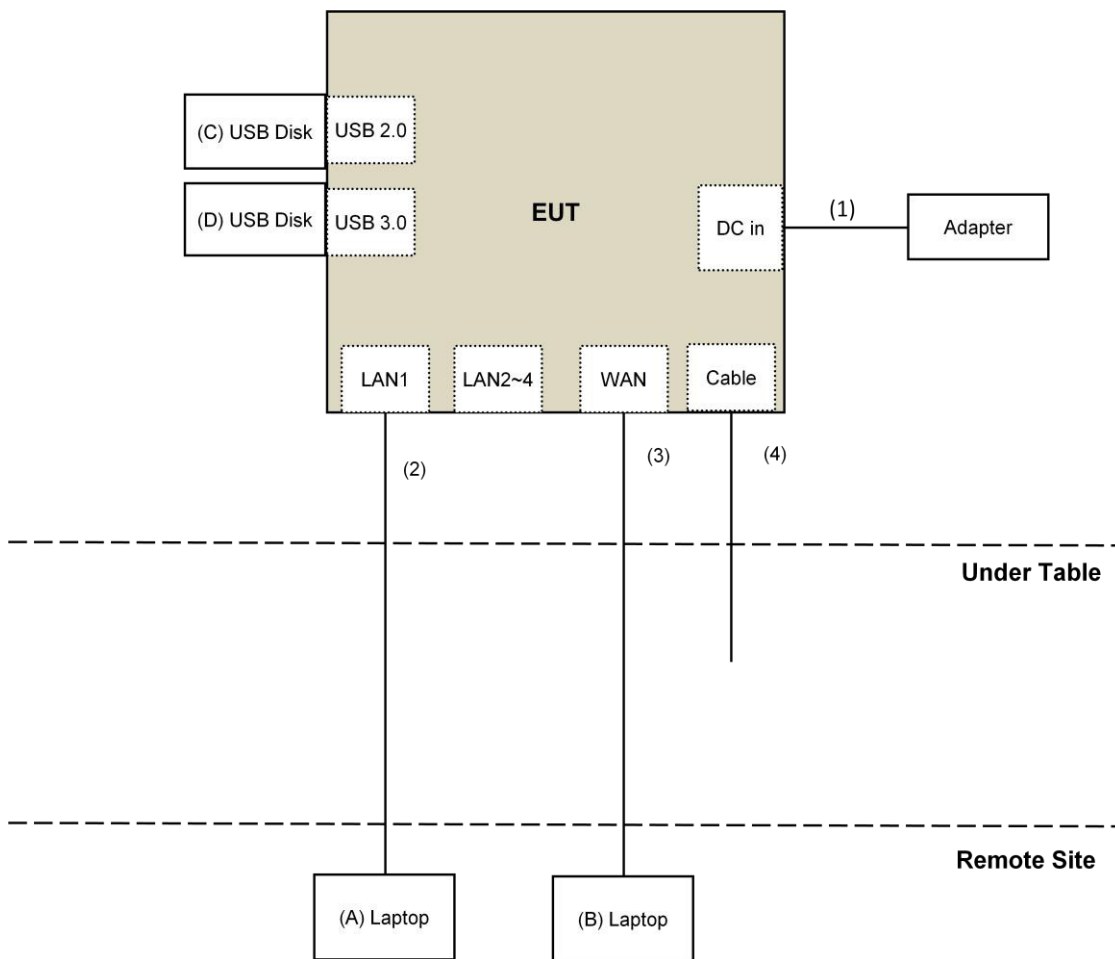 (C) USB Disk
USB 2.0
(D) USB Disk
USB 3.0
EUT
DC in
(1)
Adapter
LAN1
LAN2~4
WAN
Cable
(2)
(3)
(4)
Under Table
Remote Site
(A) Laptop
(B) Laptop